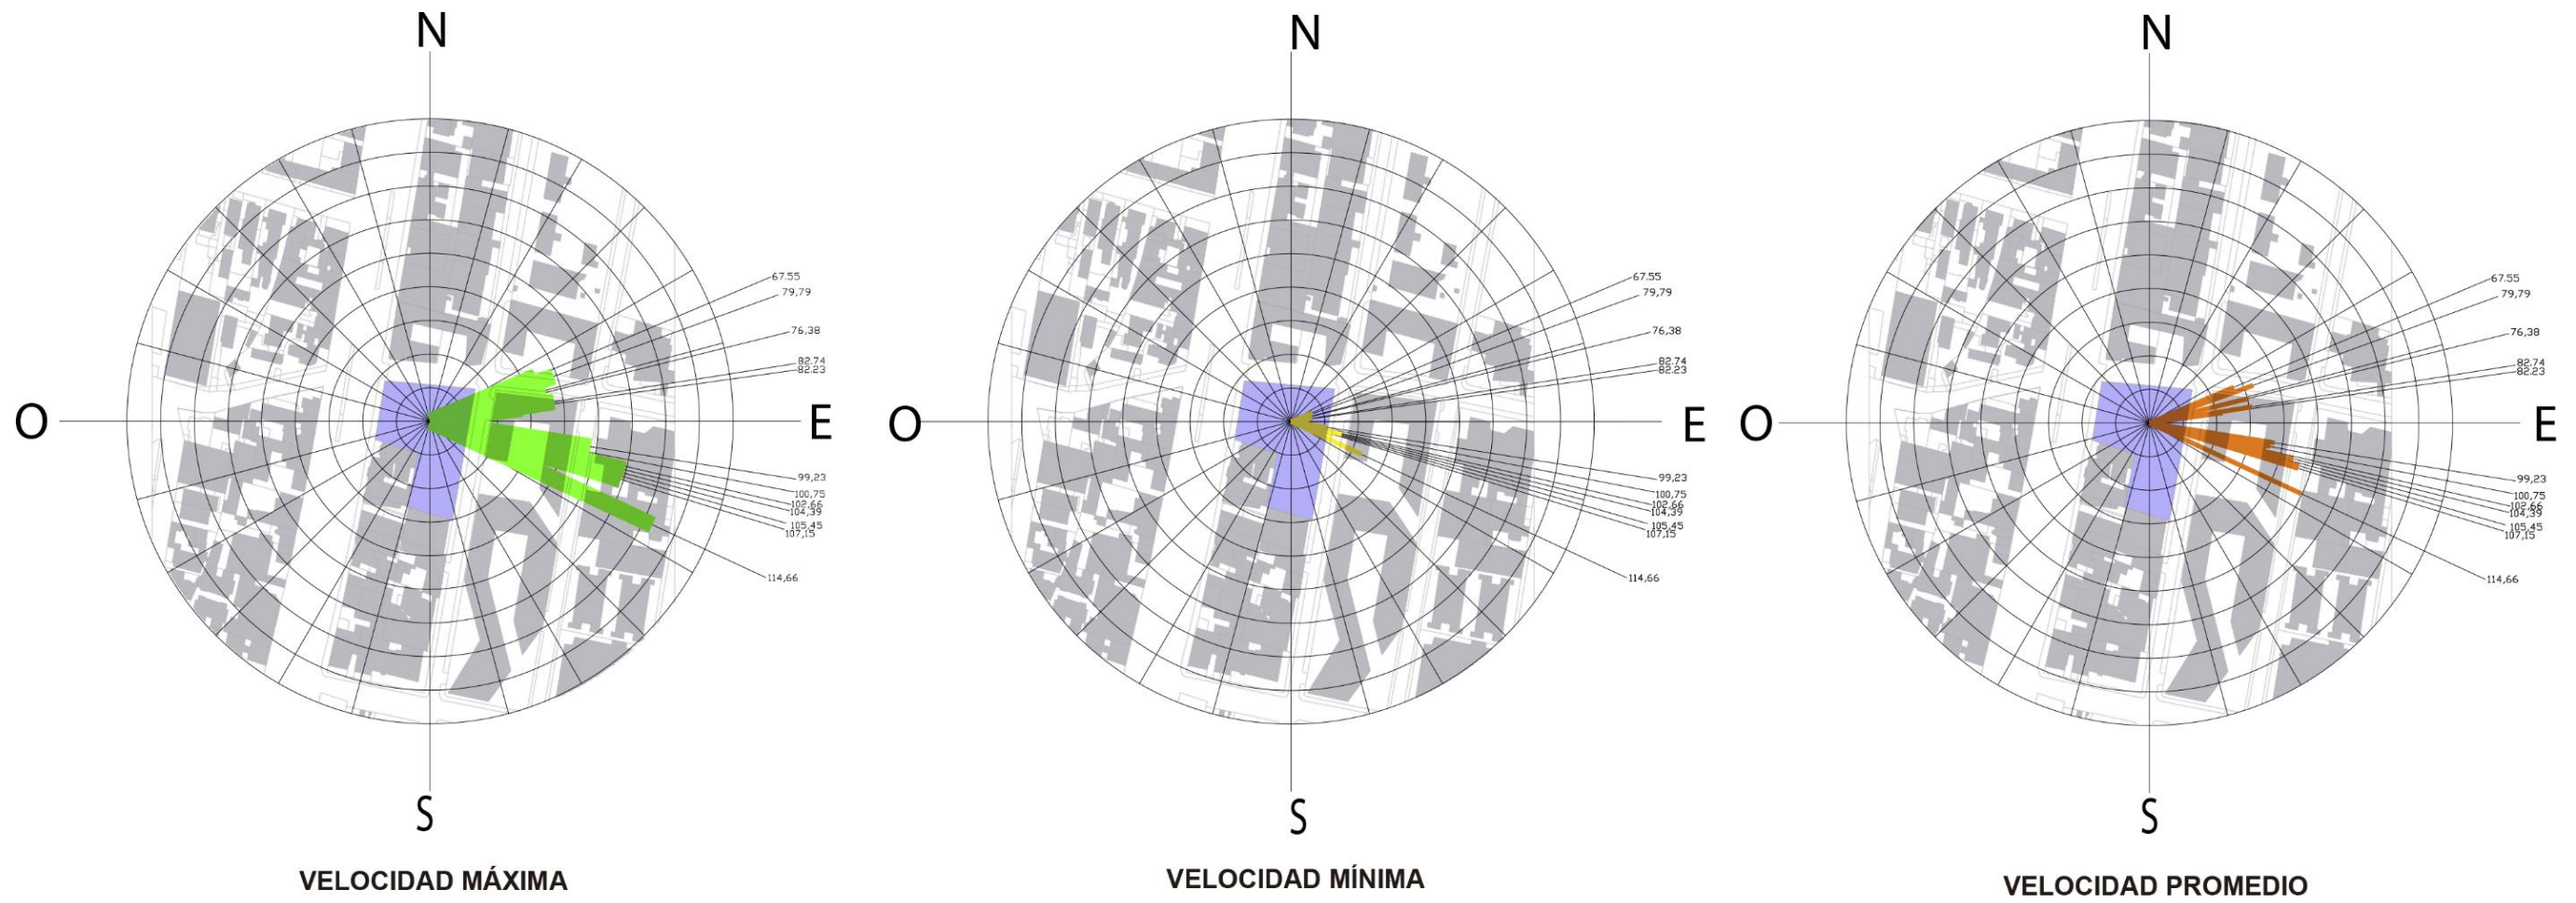 N
67.55
79,79
76,38
82.74
82.23
O
E
99,23
100,75
102,66
104,39
105,45
107,15
114,66
S
VELOCIDAD MÁXIMA
N
67.55
79,79
76,38
82.74
82.23
O
E
99,23
100,75
102,66
104,39
105,45
107,15
114,66
S
VELOCIDAD MÍNIMA
N
67.55
79,79
76,38
82.74
82.23
O
E
99,23
100,75
102,66
104,39
105,45
107,15
114,66
S
VELOCIDAD PROMEDIO